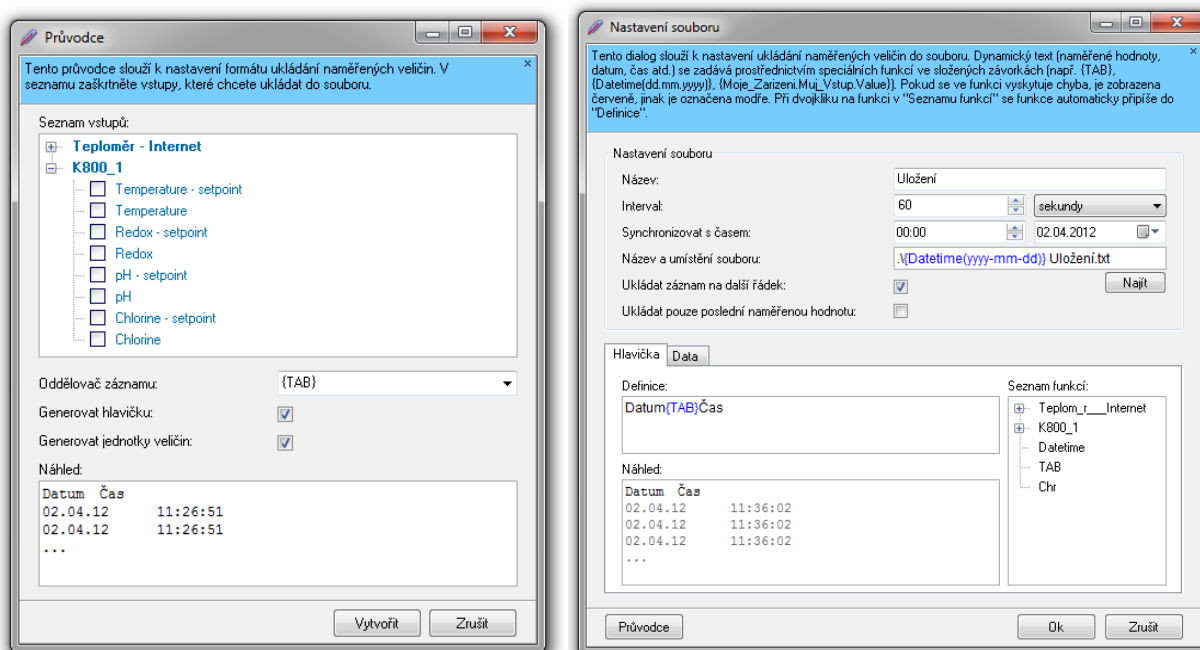 Průvodce
Tento průvodce slouží k nastavení formátu ukládání naměřených veličin. V
seznamu zaškrtněte vstupy, které chcete ukládat do souboru.
Seznam vstupů:
Teploměr - Internet
K800_1
Temperature - setpoint
Temperature
Redox - setpoint
Redox
pH - setpoint
pH
Chlorine - setpoint
Chlorine
Oddělovač záznamu:
{TAB}
Generovat hlavičku:
Generovat jednotky veličin:
Náhled:
Datum Čas
02.04.12 11:26:51
02.04.12 11:26:51
...
Vytvořit
Zrušit
Nastavení souboru
Tento dialog slouží k nastavení ukládání naměřených veličin do souboru. Dynamický text (naměřené hodnoty,
datum, čas atd.) se zadává prostřednictvím speciálních funkcí ve složených závorkách (např. {TAB},
{Datetime(dd.mm.yyyy)}, {Moje_Zarizeni.Muj_Vstup.Value}). Pokud se ve funkci vyskytuje chyba, je zobrazena
červeně, jinak je označena modře. Při dvojkliku na funkci v "Seznamu funkcí" se funkce automaticky připíše do
"Definice".
Nastavení souboru
Název:
Uložení
Interval:
60
sekundy
Synchronizovat s časem:
00:00
02.04.2012
Název a umístění souboru:
.\{Datetime(yyyy-mm-dd)} Uložení.txt
Ukládat záznam na další řádek:
Najít
Ukládat pouze poslední naměřenou hodnotu:
Hlavička
Data
Definice:
Datum{TAB}Čas
Seznam funkcí:
Teplom_r___Internet
K800_1
Datetime
TAB
Chr
Náhled:
Datum Čas
02.04.12 11:36:02
02.04.12 11:36:02
02.04.12 11:36:02
...
Průvodce
Ok
Zrušit